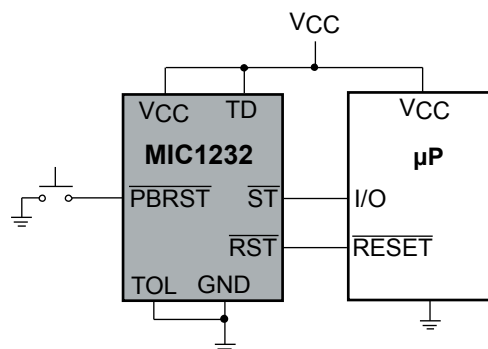 VCC
VCC TD
VCC
MIC1232
µP
PBRST
ST
I/O
RST
RESET
TOL GND